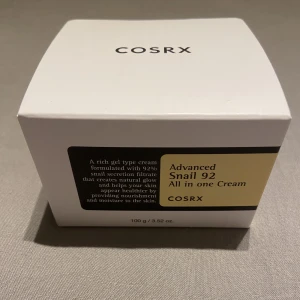 COSRX
A rich gel type cream
formulated with 92%
snail secretion filtrate
that creates natural glow
and helps your skin
appear healthier by
providing nourishment
and moisture to the skin.
Advanced
Snail 92
All in one Cream
COSRX
100 g / 3.52 oz.